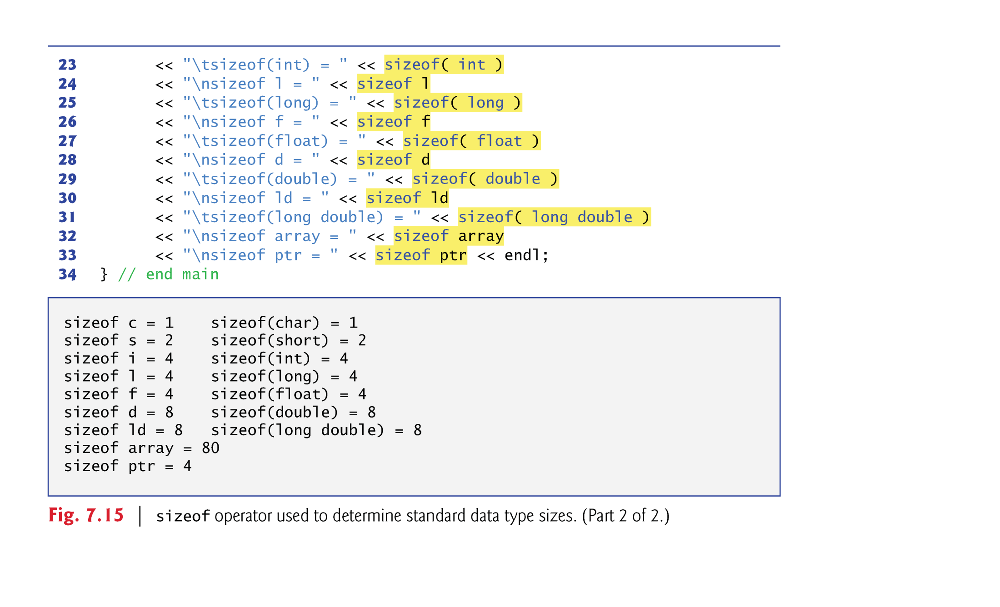 23 << "\tsizeof(int) = " << sizeof( int )
24 << "\nsizeof l = " << sizeof l
25 << "\tsizeof(long) = " << sizeof( long )
26 << "\nsizeof f = " << sizeof f
27 << "\tsizeof(float) = " << sizeof( float )
28 << "\nsizeof d = " << sizeof d
29 << "\tsizeof(double) = " << sizeof( double )
30 << "\nsizeof ld = " << sizeof ld
31 << "\tsizeof(long double) = " << sizeof( long double )
32 << "\nsizeof array = " << sizeof array
33 << "\nsizeof ptr = " << sizeof ptr << endl;
34 } // end main
sizeof c = 1 sizeof(char) = 1
sizeof s = 2 sizeof(short) = 2
sizeof i = 4 sizeof(int) = 4
sizeof l = 4 sizeof(long) = 4
sizeof f = 4 sizeof(float) = 4
sizeof d = 8 sizeof(double) = 8
sizeof ld = 8 sizeof(long double) = 8
sizeof array = 80
sizeof ptr = 4
Fig. 7.15 | sizeof operator used to determine standard data type sizes. (Part 2 of 2.)